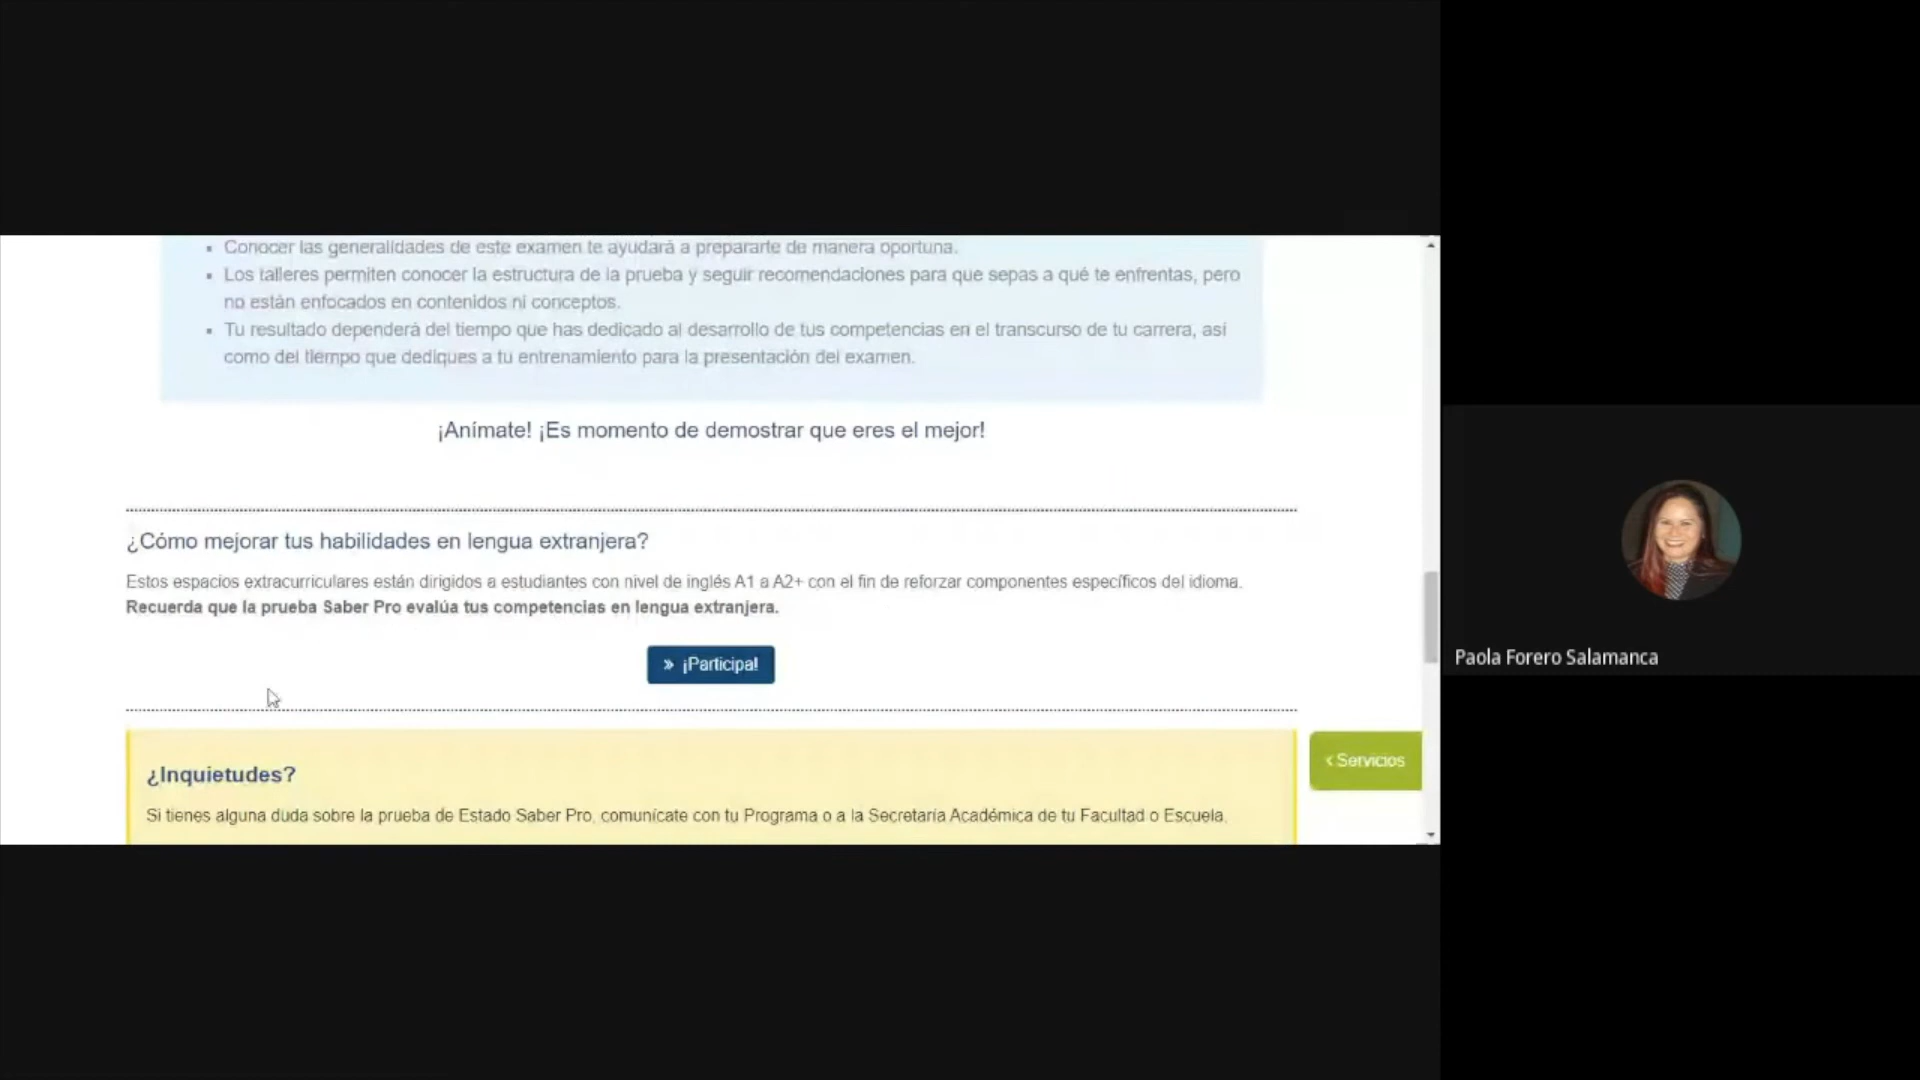 Conocer las generalidades de este examen te ayudará a prepararte de manera oportuna.
Los talleres permiten conocer la estructura de la prueba y seguir recomendaciones para que sepas a qué te enfrentas, pero
no están enfocados en contenidos ni conceptos.
Tu resultado dependerá del tiempo que has dedicado al desarrollo de tus competencias en el transcurso de tu carrera, así
como del tiempo que dediques a tu entrenamiento para la presentación del examen.
¡Anímate! ¡Es momento de demostrar que eres el mejor!
¿Cómo mejorar tus habilidades en lengua extranjera?
Estos espacios extracurriculares están dirigidos a estudiantes con nivel de inglés A1 a A2+ con el fin de reforzar componentes específicos del idioma.
Recuerda que la prueba Saber Pro evalúa tus competencias en lengua extranjera.
» ¡Participa!
Paola Forero Salamanca
‹ Servicios
¿Inquietudes?
Si tienes alguna duda sobre la prueba de Estado Saber Pro, comunícate con tu Programa o a la Secretaría Académica de tu Facultad o Escuela.